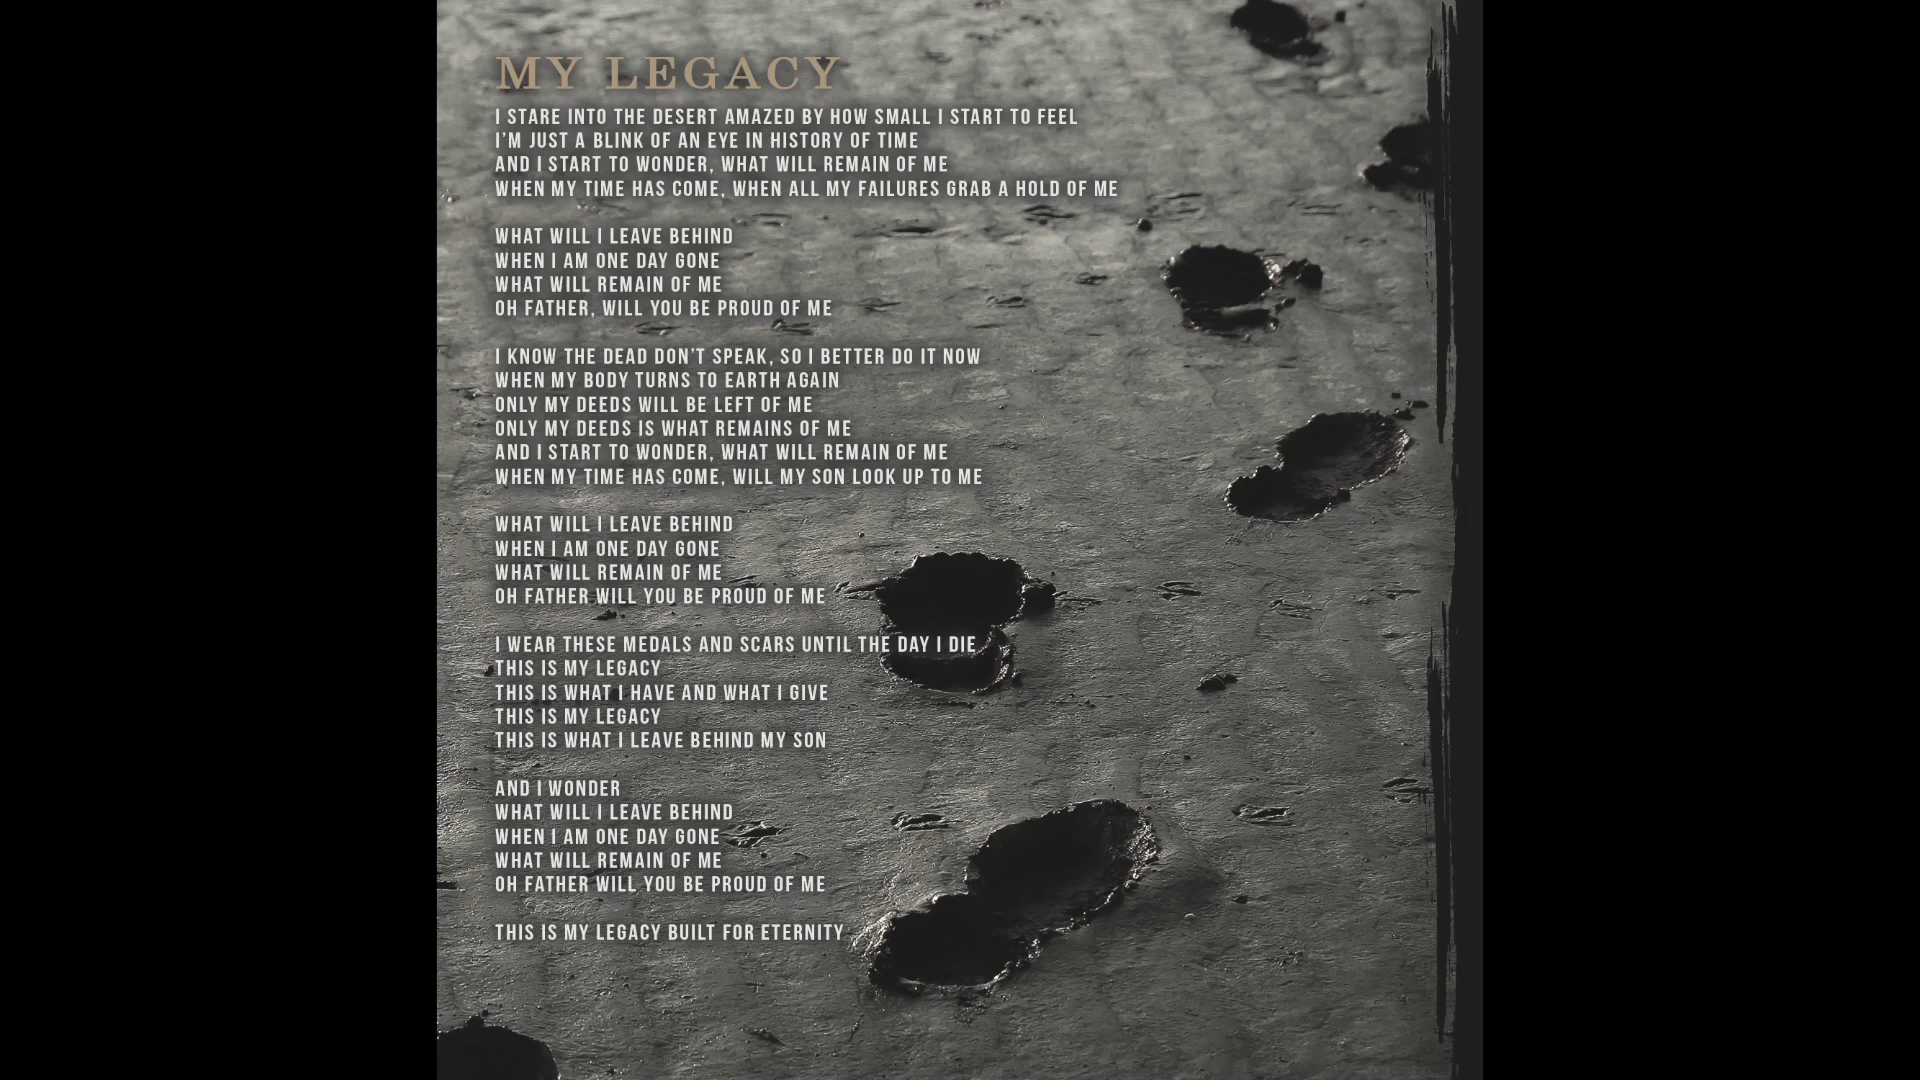 MY LEGACY
I STARE INTO THE DESERT AMAZED BY HOW SMALL I START TO FEEL
I'M JUST A BLINK OF AN EYE IN HISTORY OF TIME
AND I START TO WONDER, WHAT WILL REMAIN OF ME
WHEN MY TIME HAS COME, WHEN ALL MY FAILURES GRAB A HOLD OF ME
WHAT WILL I LEAVE BEHIND
WHEN I AM ONE DAY GONE
WHAT WILL REMAIN OF ME
OH FATHER, WILL YOU BE PROUD OF ME
I KNOW THE DEAD DON'T SPEAK, SO I BETTER DO IT NOW
WHEN MY BODY TURNS TO EARTH AGAIN
ONLY MY DEEDS WILL BE LEFT OF ME
ONLY MY DEEDS IS WHAT REMAINS OF ME
AND I START TO WONDER, WHAT WILL REMAIN OF ME
WHEN MY TIME HAS COME, WILL MY SON LOOK UP TO ME
WHAT WILL I LEAVE BEHIND
WHEN I AM ONE DAY GONE
WHAT WILL REMAIN OF ME
OH FATHER WILL YOU BE PROUD OF ME
I WEAR THESE MEDALS AND SCARS UNTIL THE DAY I DIE
THIS IS MY LEGACY
THIS IS WHAT I HAVE AND WHAT I GIVE
THIS IS MY LEGACY
THIS IS WHAT I LEAVE BEHIND MY SON
AND I WONDER
WHAT WILL I LEAVE BEHIND
WHEN I AM ONE DAY GONE
WHAT WILL REMAIN OF ME
OH FATHER WILL YOU BE PROUD OF ME
THIS IS MY LEGACY BUILT FOR ETERNITY